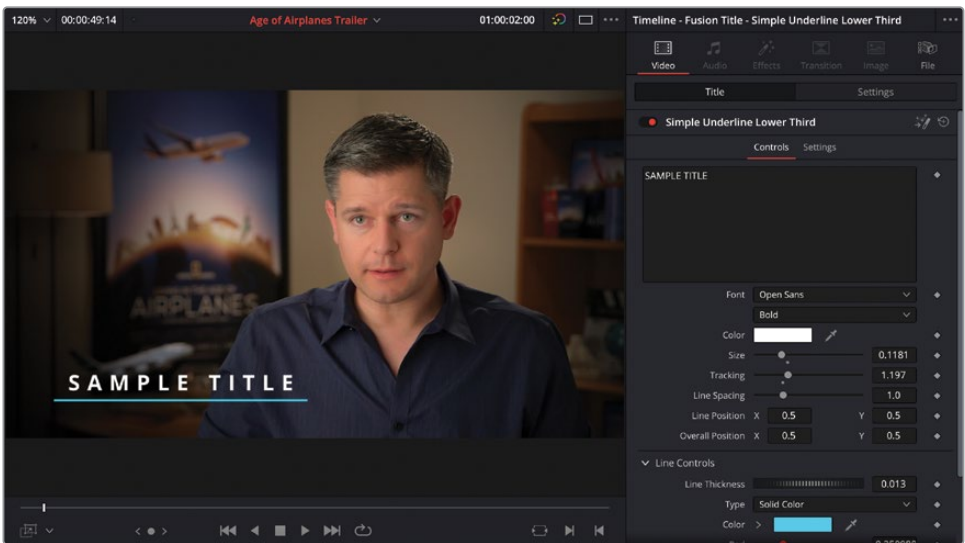 120% 00:00:49:14 Age of Airplanes Trailer 01:00:02:00 ••• Timeline - Fusion Title - Simple Underline Lower Third •••
Video Audio Effects Transition Image File
Title Settings
Simple Underline Lower Third
Controls Settings
SAMPLE TITLE
Font Open Sans
Bold
Color
Size 0.1181
Tracking 1.197
Line Spacing 1.0
Line Position X 0.5 Y 0.5
Overall Position X 0.5 Y 0.5
Line Controls
Line Thickness 0.013
Type Solid Color
Color
AIRPLANES
SAMPLE TITLE